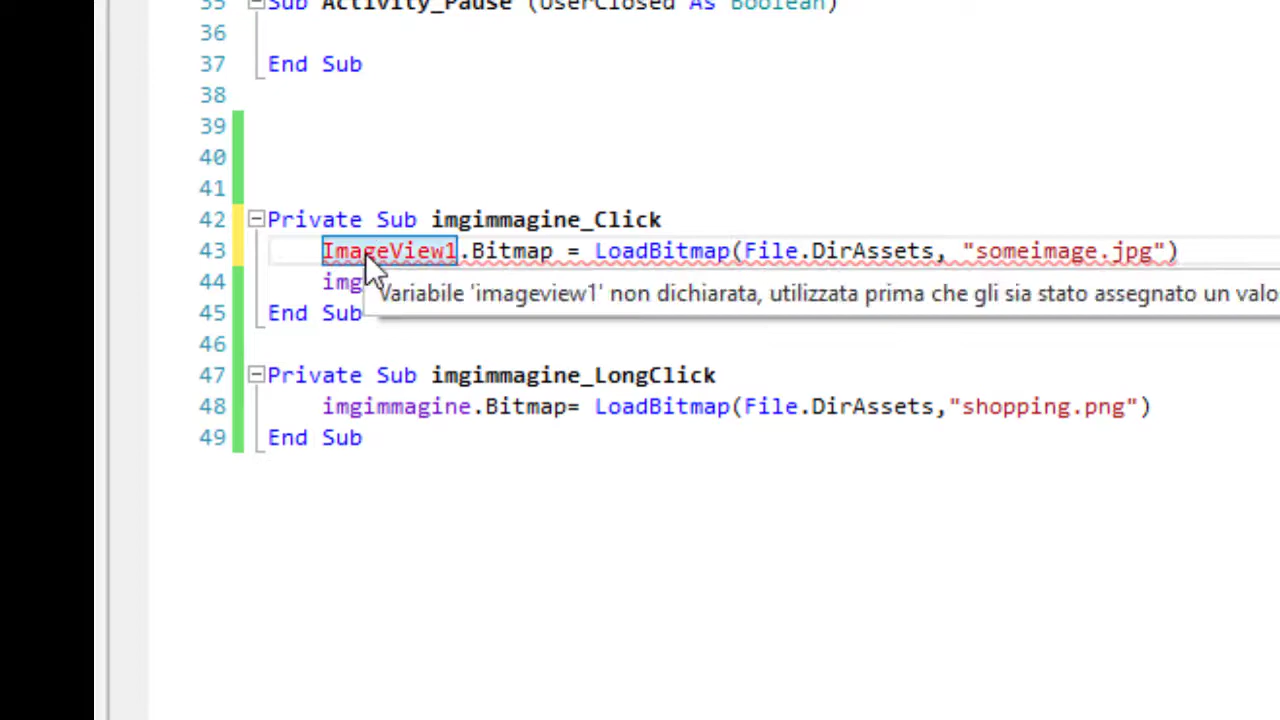 35 Sub Activity_Pause (UserClosed As Boolean)
36
37 End Sub
38
39
40
41
42 Private Sub imgimmagine_Click
43 ImageView1.Bitmap = LoadBitmap(File.DirAssets, "someimage.jpg")
44 img
Variabile 'imageview1' non dichiarata, utilizzata prima che gli sia stato assegnato un valo
45 End Sub
46
47 Private Sub imgimmagine_LongClick
48 imgimmagine.Bitmap= LoadBitmap(File.DirAssets,"shopping.png")
49 End Sub